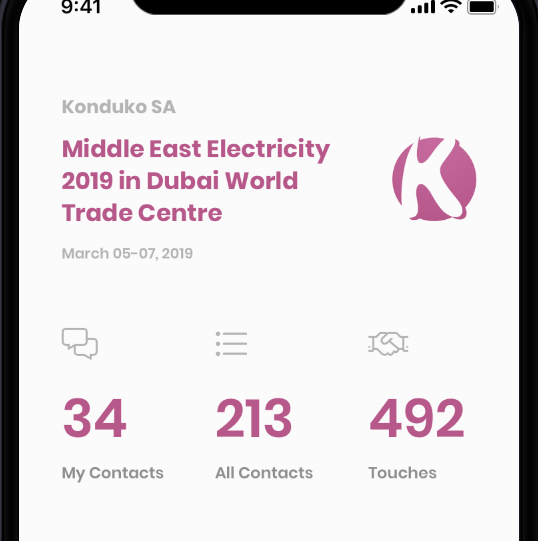 9:41
Konduko SA
Middle East Electricity
2019 in Dubai World
Trade Centre
K
March 05-07, 2019
34 213 492
My Contacts All Contacts Touches